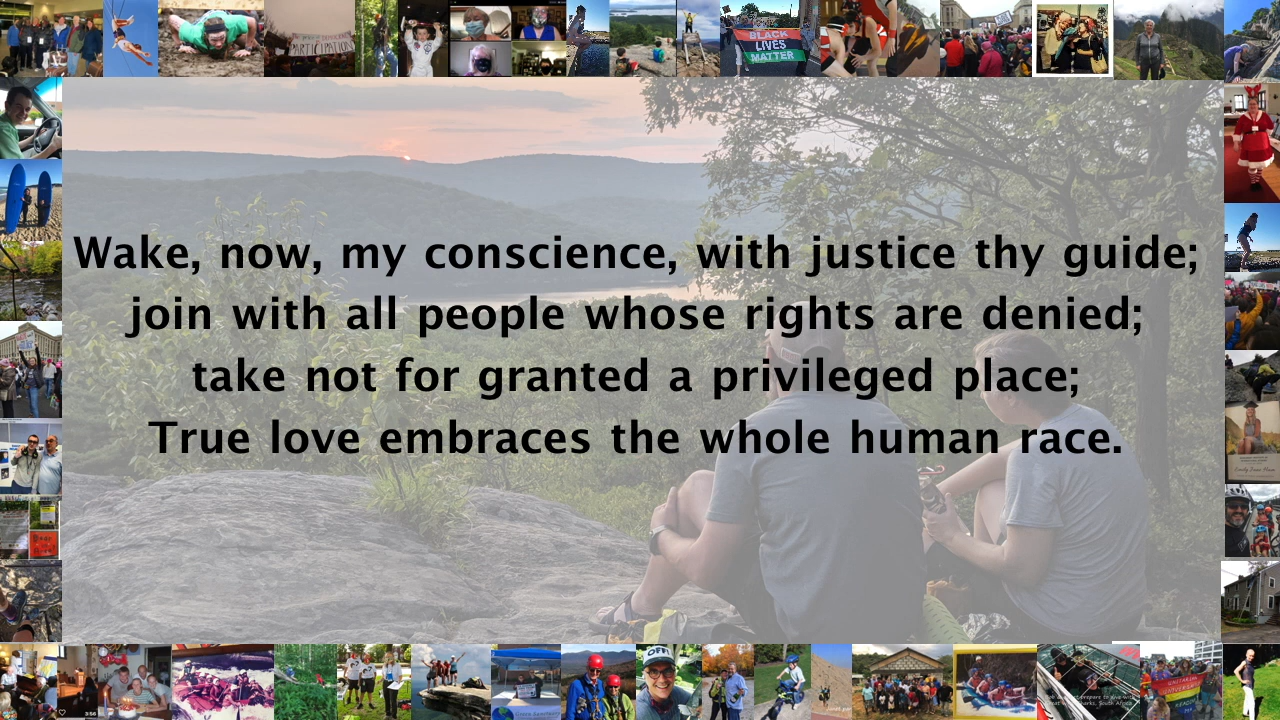 BLACK
LIVES
MATTER
Wake, now, my conscience, with justice thy guide;
join with all people whose rights are denied;
take not for granted a privileged place;
True love embraces the whole human race.